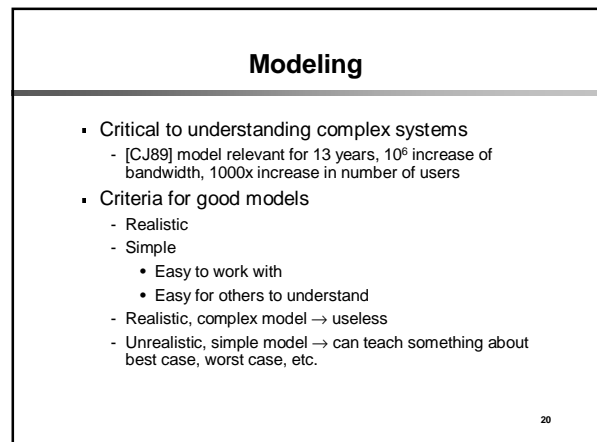 Modeling
▪ Critical to understanding complex systems
- [CJ89] model relevant for 13 years, 10⁶ increase of
bandwidth, 1000x increase in number of users
▪ Criteria for good models
- Realistic
- Simple
• Easy to work with
• Easy for others to understand
- Realistic, complex model → useless
- Unrealistic, simple model → can teach something about
best case, worst case, etc.
20